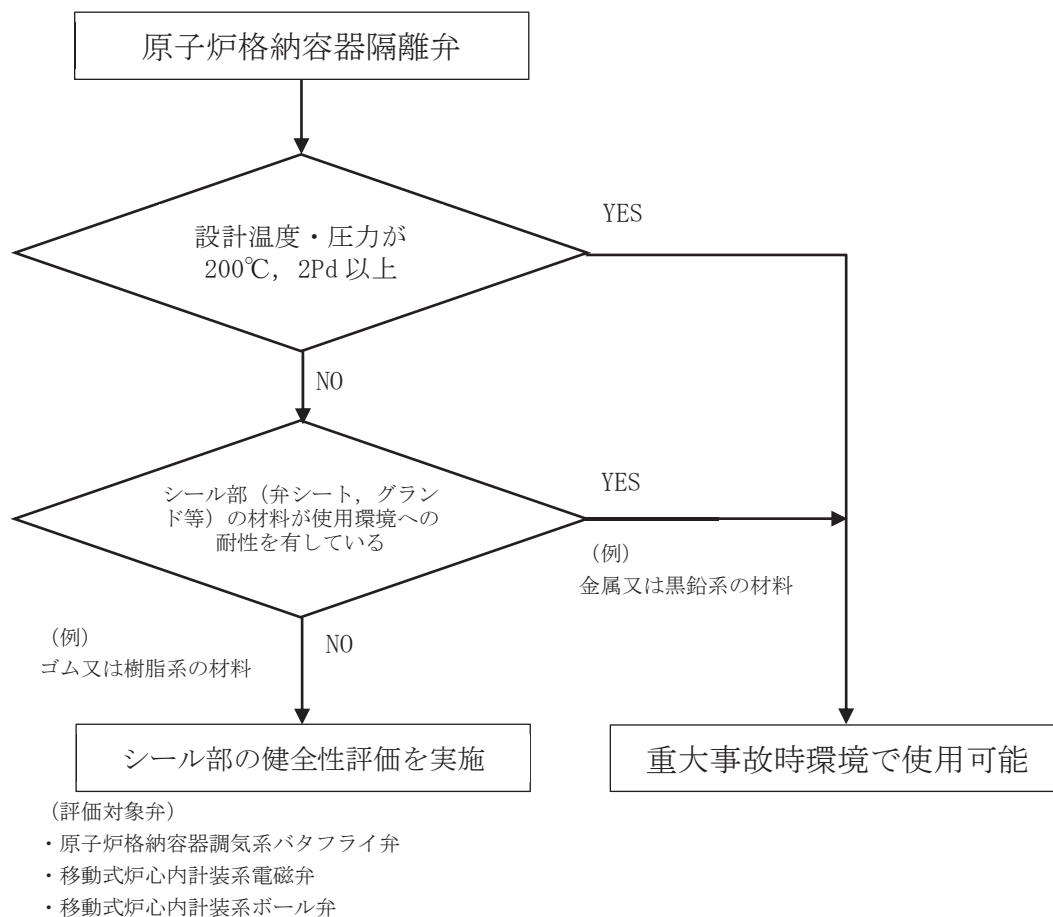 原子炉格納容器隔離弁
設計温度・圧力が
200℃, 2Pd 以上
YES
NO
シール部（弁シート，グラン
ド等）の材料が使用環境への
耐性を有している
YES
（例）
金属又は黒鉛系の材料
（例）
ゴム又は樹脂系の材料
NO
シール部の健全性評価を実施
重大事故時環境で使用可能
（評価対象弁）
・原子炉格納容器調気系バタフライ弁
・移動式炉心内計装系電磁弁
・移動式炉心内計装系ボール弁